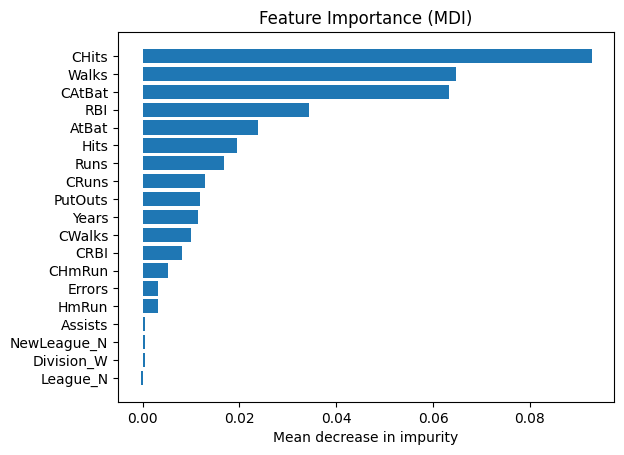 Feature Importance (MDI)
CHits
Walks
CAtBat
RBI
AtBat
Hits
Runs
CRuns
PutOuts
Years
CWalks
CRBI
CHmRun
Errors
HmRun
Assists
NewLeague_N
Division_W
League_N
0.00 0.02 0.04 0.06 0.08
Mean decrease in impurity